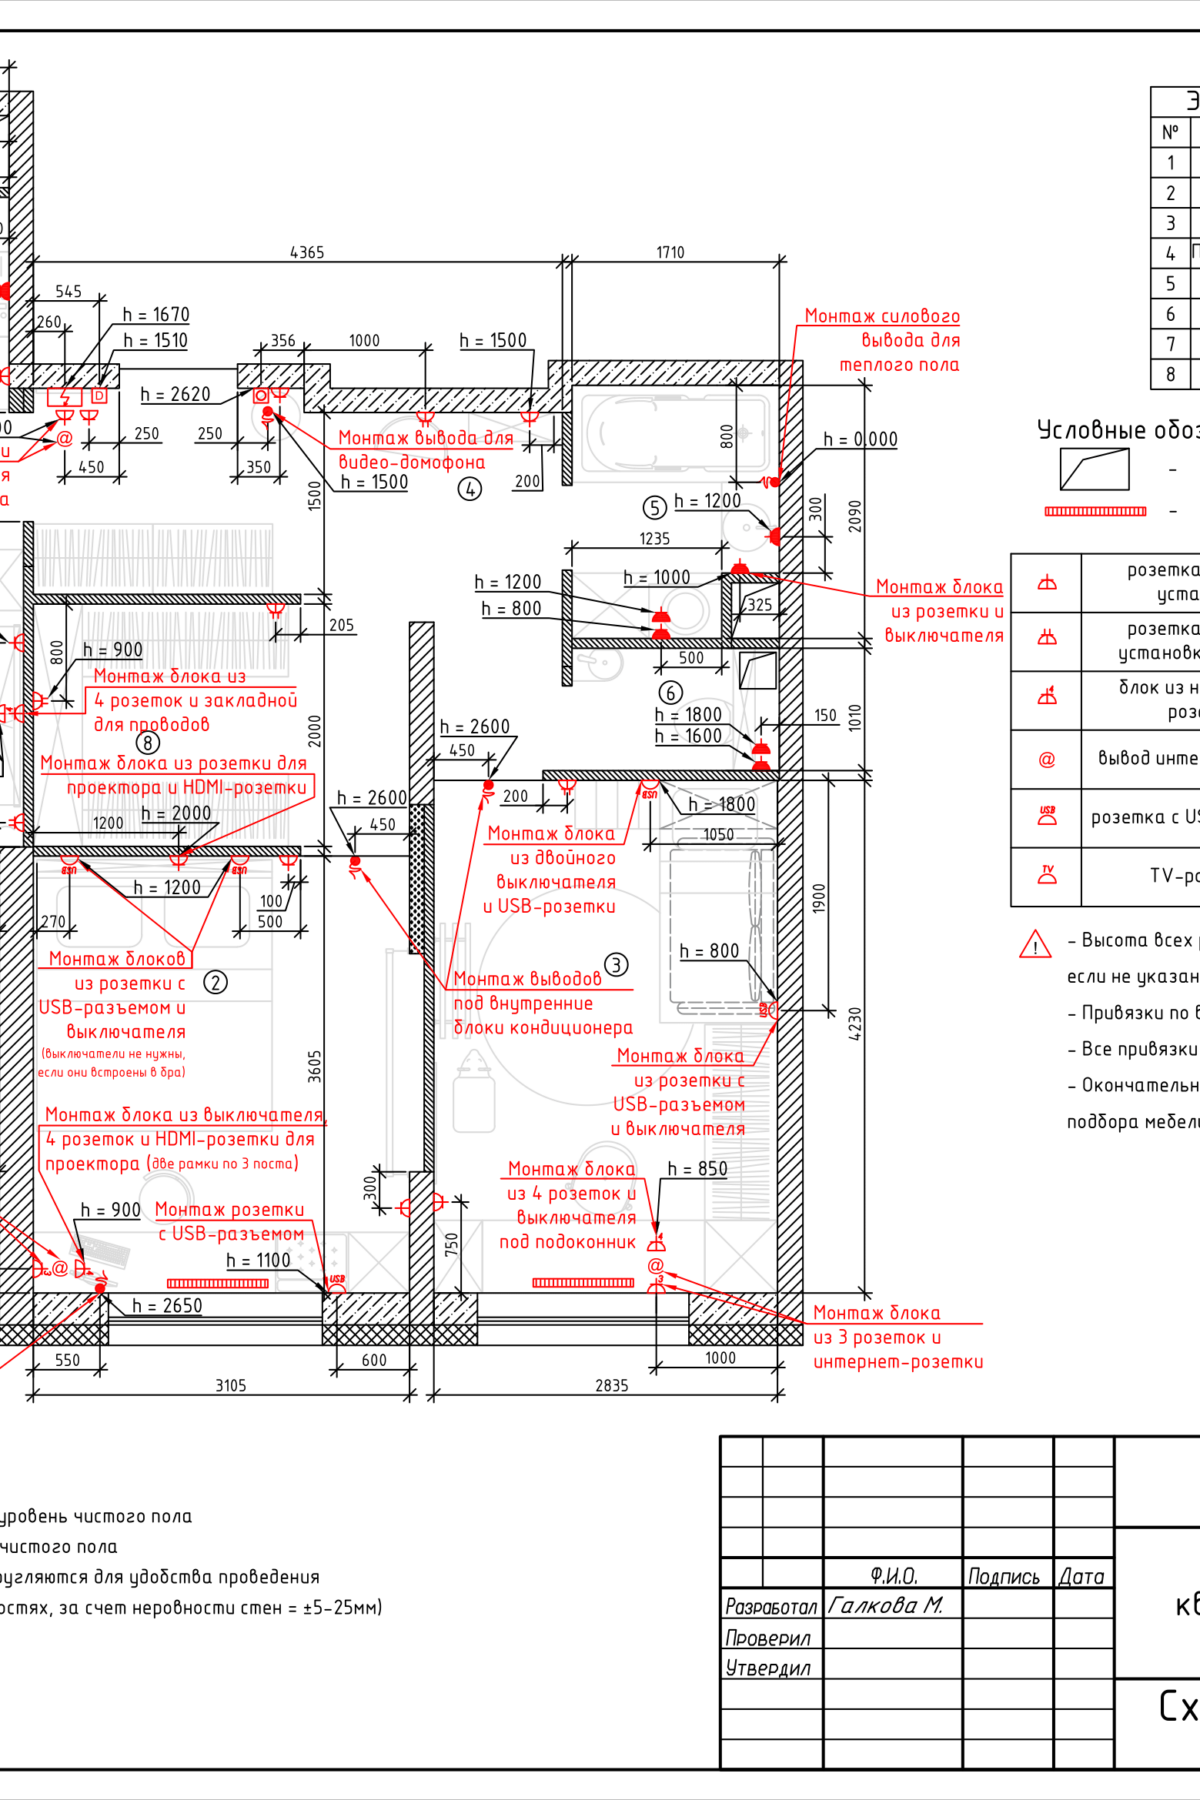 4365
1710
545
h = 1670
260
h = 1510
356
1000
h = 1500
Монтаж силового
вывода для
теплого пола
h = 2620
250
250
450
350
Монтаж вывода для
видео-домофона
h = 1500
4
200
800
h = 0.000
1500
5
h = 1200
300
2090
1235
h = 1200
h = 800
h = 1000
325
Монтаж блока
из розетки и
выключателя
205
500
800
h = 900
Монтаж блока из
4 розеток и закладной
для проводов
8
2000
6
h = 1800
h = 1600
150
1010
h = 2600
450
Монтаж блока из розетки для
проектора и HDMI-розетки
h = 2000
1200
h = 2600
450
200
USB
h = 1800
1050
Монтаж блока
из двойного
выключателя
и USB-розетки
USB
USB
h = 1200
100
270
500
1900
Монтаж блоков
из розетки с
USB-разъемом и
выключателя
(выключатели не нужны,
если они встроены в бра)
2
Монтаж выводов
под внутренние
блоки кондиционера
3
h = 800
USB
4230
3605
Монтаж блока
из розетки с
USB-разъемом
и выключателя
Монтаж блока из выключателя,
4 розеток и HDMI-розетки для
проектора (две рамки по 3 поста)
Монтаж блока
из 4 розеток и
выключателя
под подоконник
h = 850
300
750
h = 900
Монтаж розетки
с USB-разъемом
h = 1100
USB
@
4
@
3
h = 2650
Монтаж блока
из 3 розеток и
интернет-розетки
550
600
1000
3105
2835
№
1
2
3
4
5
6
7
8
Условные обоз
-
-
розетка
уста
розетка
установк
блок из н
роз
@
вывод инте
USB
розетка с US
TV
TV-ро
!
- Высота всех
если не указан
- Привязки по в
- Все привязки
- Окончательн
подбора мебел
уровень чистого пола
чистого пола
ругляются для удобства проведения
остях, за счет неровности стен = ±5-25мм)
Ф.И.О.
Подпись
Дата
Разработал
Галкова М.
Проверил
Утвердил
кв
Сх